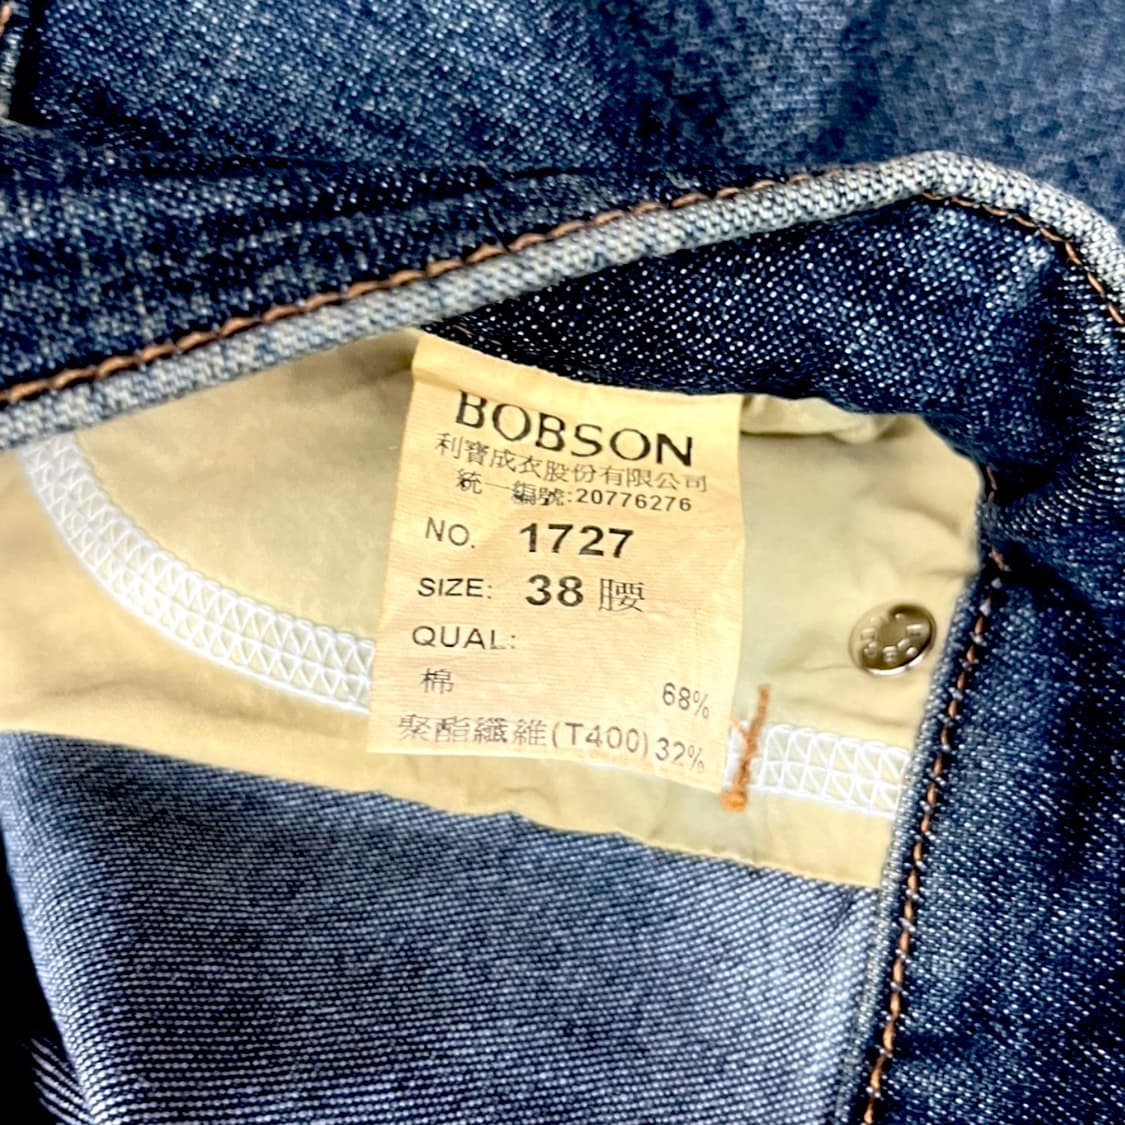 BOBSON
利寶成衣股份有限公司
統一編號:20776276
NO. 1727
SIZE: 38 腰
QUAL:
棉 68%
聚酯纖維(T400)32%